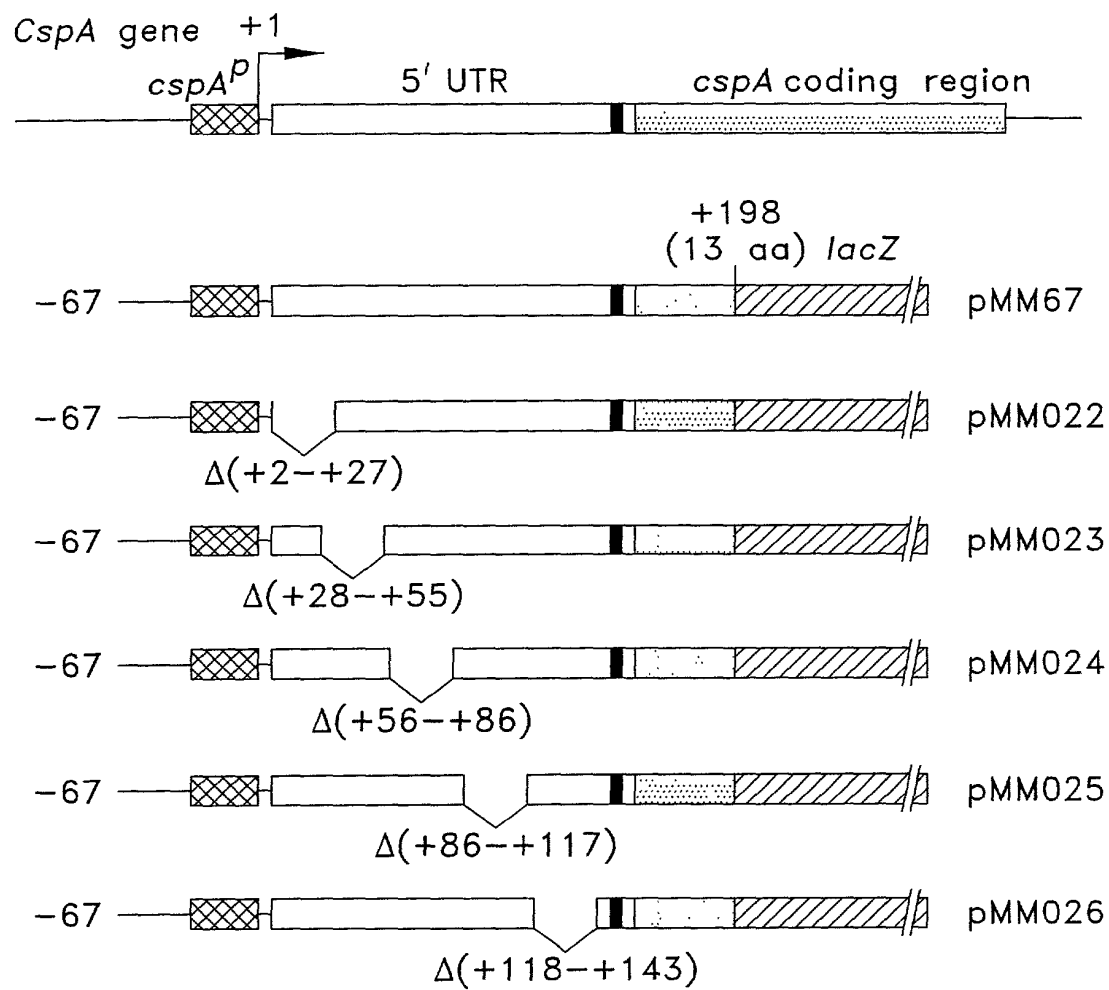 CspA gene +1
cspAp
5' UTR
cspA coding region
+198
(13 aa) lacZ
-67 pMM67
-67 pMM022
Δ(+2-+27)
-67 pMM023
Δ(+28-+55)
-67 pMM024
Δ(+56-+86)
-67 pMM025
Δ(+86-+117)
-67 pMM026
Δ(+118-+143)